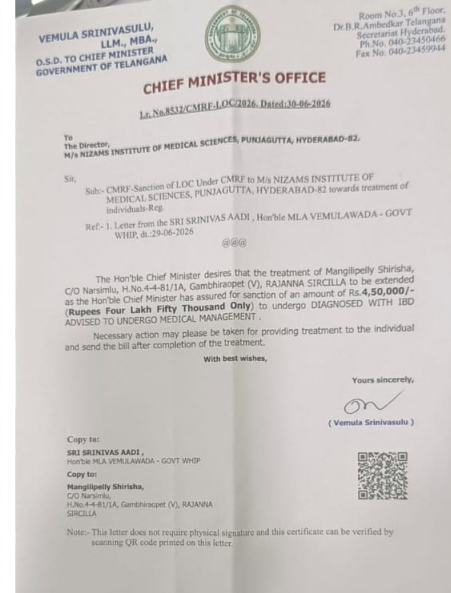 VEMULA SRINIVASULU,
LLM., MBA.,
O.S.D. TO CHIEF MINISTER
GOVERNMENT OF TELANGANA
Room No.3, 6th Floor,
Dr.B.R.Ambedkar Telangana
Secretariat Hyderabad.
Ph.No. 040-23450466
Fax No. 040-23459944
CHIEF MINISTER'S OFFICE
Lr. No.8532/CMRF-LOC/2026, Dated:30-06-2026
To
The Director,
M/s NIZAMS INSTITUTE OF MEDICAL SCIENCES, PUNJAGUTTA, HYDERABAD-82.
Sir,
Sub:- CMRF-Sanction of LOC Under CMRF to M/s NIZAMS INSTITUTE OF
MEDICAL SCIENCES, PUNJAGUTTA, HYDERABAD-82 towards treatment of
individuals-Reg.
Ref:- 1. Letter from the SRI SRINIVAS AADI , Hon'ble MLA VEMULAWADA - GOVT
WHIP, dt.:29-06-2026
@@@
The Hon'ble Chief Minister desires that the treatment of Mangilipelly Shirisha,
C/O Narsimlu, H.No.4-4-81/1A, Gambhiraopet (V), RAJANNA SIRCILLA to be extended
as the Hon'ble Chief Minister has assured for sanction of an amount of Rs.4,50,000/-
(Rupees Four Lakh Fifty Thousand Only) to undergo DIAGNOSED WITH IBD
ADVISED TO UNDERGO MEDICAL MANAGEMENT .
Necessary action may please be taken for providing treatment to the individual
and send the bill after completion of the treatment.
With best wishes,
Yours sincerely,
( Vemula Srinivasulu )
Copy to:
SRI SRINIVAS AADI ,
Hon'ble MLA VEMULAWADA - GOVT WHIP
Copy to:
Mangilipelly Shirisha,
C/O Narsimlu,
H.No.4-4-81/1A, Gambhiraopet (V), RAJANNA
SIRCILLA
Note:- This letter does not require physical signature and this certificate can be verified by
scanning QR code printed on this letter.